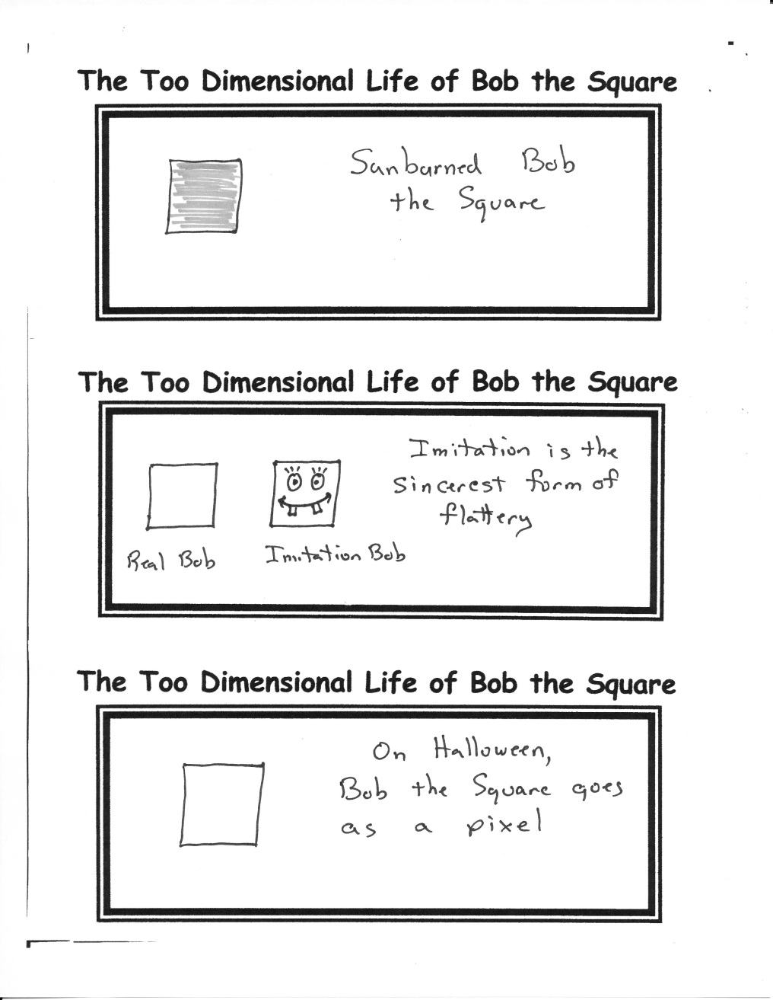 The Too Dimensional Life of Bob the Square
Sunburned Bob
the Square
The Too Dimensional Life of Bob the Square
Imitation is the
sincerest form of
flattery
Real Bob
Imitation Bob
The Too Dimensional Life of Bob the Square
On Halloween,
Bob the Square goes
as a pixel